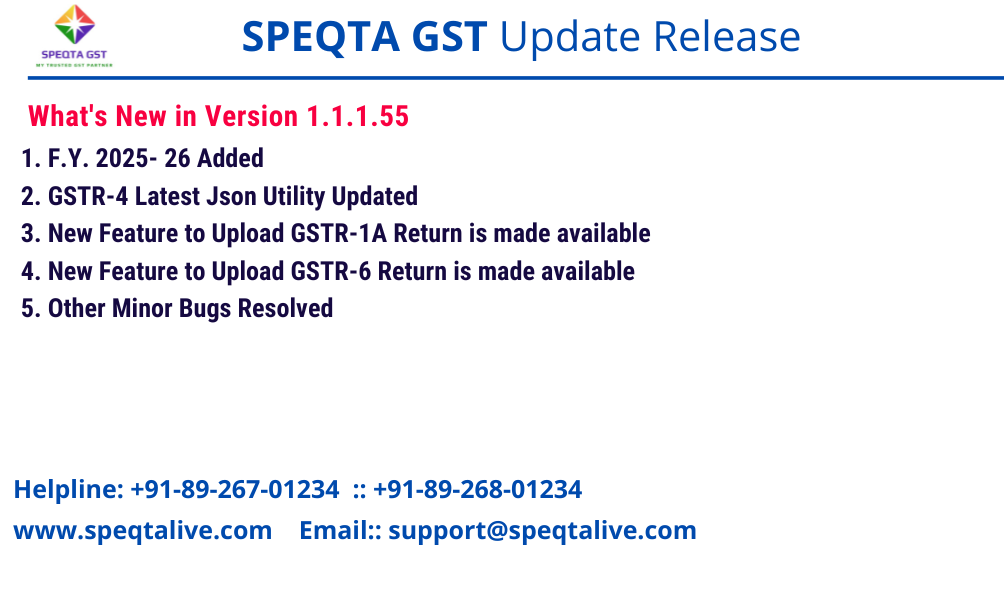 SPEQTA GST
MY TRUSTED GST PARTNER
SPEQTA GST Update Release
What's New in Version 1.1.1.55
1. F.Y. 2025- 26 Added
2. GSTR-4 Latest Json Utility Updated
3. New Feature to Upload GSTR-1A Return is made available
4. New Feature to Upload GSTR-6 Return is made available
5. Other Minor Bugs Resolved
Helpline: +91-89-267-01234 :: +91-89-268-01234
www.speqtalive.com Email:: support@speqtalive.com